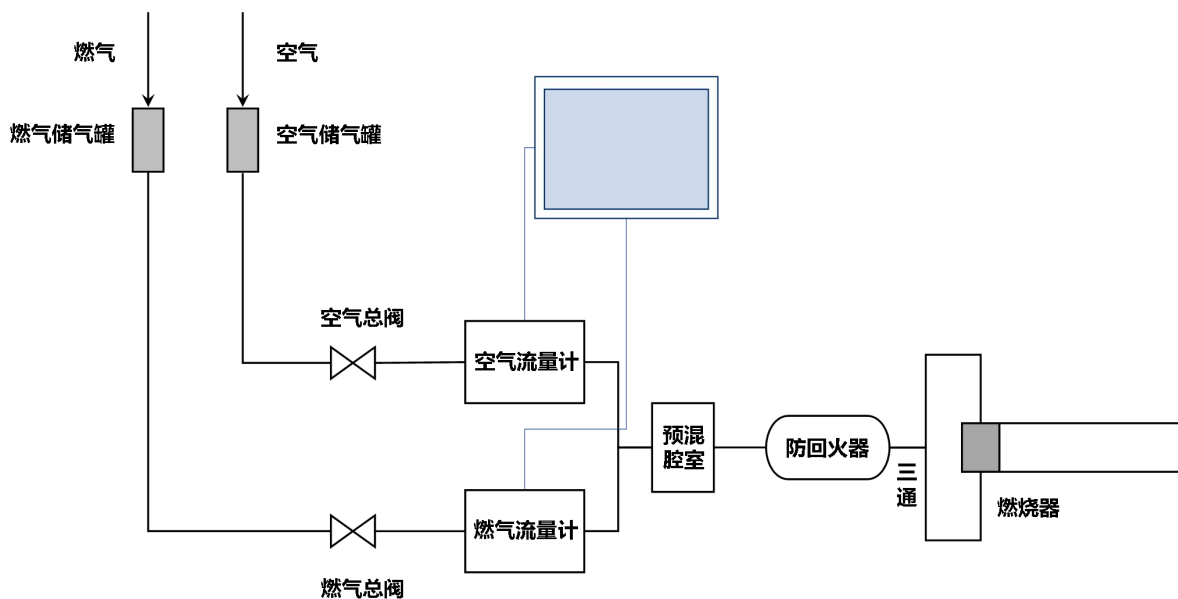 燃气
空气
燃气储气罐
空气储气罐
空气总阀
空气流量计
预混
腔室
防回火器
三
通
燃烧器
燃气流量计
燃气总阀